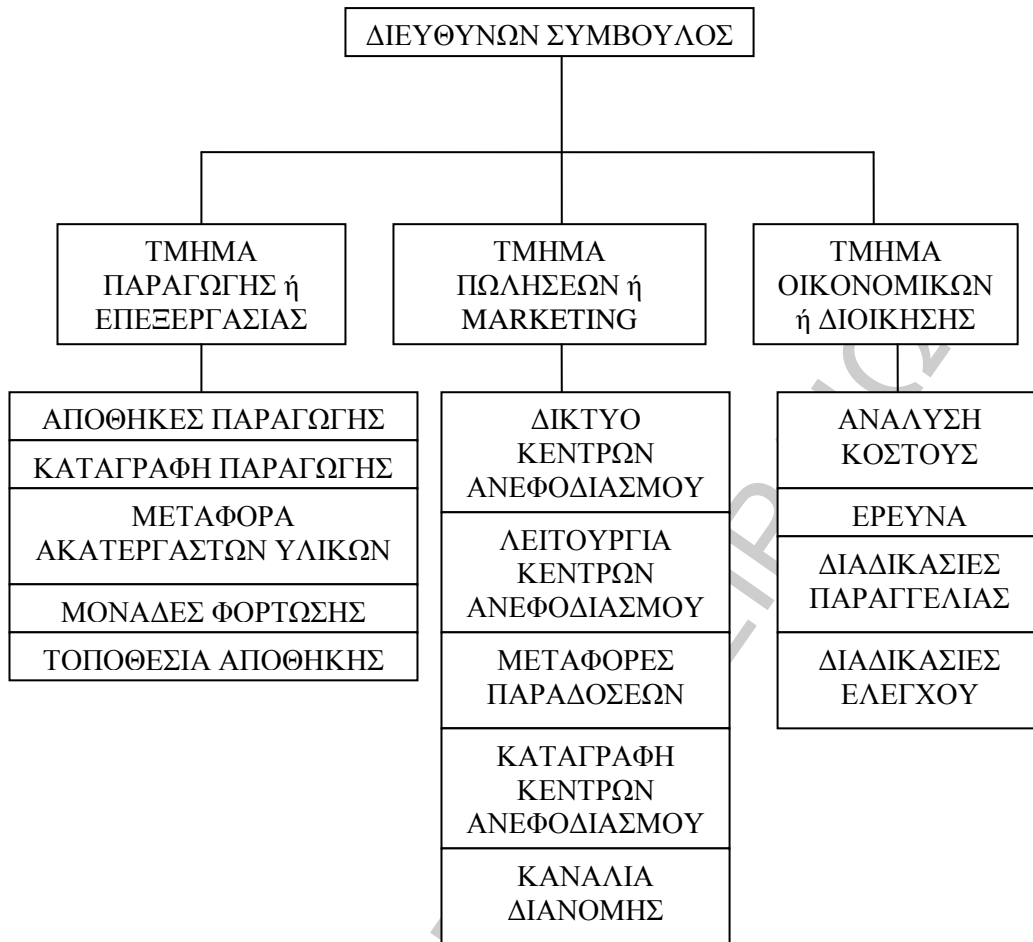 ΔΙΕΥΘΥΝΩΝ ΣΥΜΒΟΥΛΟΣ
ΤΜΗΜΑ
ΠΑΡΑΓΩΓΗΣ ή
ΕΠΕΞΕΡΓΑΣΙΑΣ
ΑΠΟΘΗΚΕΣ ΠΑΡΑΓΩΓΗΣ
ΚΑΤΑΓΡΑΦΗ ΠΑΡΑΓΩΓΗΣ
ΜΕΤΑΦΟΡΑ
ΑΚΑΤΕΡΓΑΣΤΩΝ ΥΛΙΚΩΝ
ΜΟΝΑΔΕΣ ΦΟΡΤΩΣΗΣ
ΤΟΠΟΘΕΣΙΑ ΑΠΟΘΗΚΗΣ
ΤΜΗΜΑ
ΠΩΛΗΣΕΩΝ ή
MARKETING
ΔΙΚΤΥΟ
ΚΕΝΤΡΩΝ
ΑΝΕΦΟΔΙΑΣΜΟΥ
ΛΕΙΤΟΥΡΓΙΑ
ΚΕΝΤΡΩΝ
ΑΝΕΦΟΔΙΑΣΜΟΥ
ΜΕΤΑΦΟΡΕΣ
ΠΑΡΑΔΟΣΕΩΝ
ΚΑΤΑΓΡΑΦΗ
ΚΕΝΤΡΩΝ
ΑΝΕΦΟΔΙΑΣΜΟΥ
ΚΑΝΑΛΙΑ
ΔΙΑΝΟΜΗΣ
ΤΜΗΜΑ
ΟΙΚΟΝΟΜΙΚΩΝ
ή ΔΙΟΙΚΗΣΗΣ
ΑΝΑΛΥΣΗ
ΚΟΣΤΟΥΣ
ΕΡΕΥΝΑ
ΔΙΑΔΙΚΑΣΙΕΣ
ΠΑΡΑΓΓΕΛΙΑΣ
ΔΙΑΔΙΚΑΣΙΕΣ
ΕΛΕΓΧΟΥ